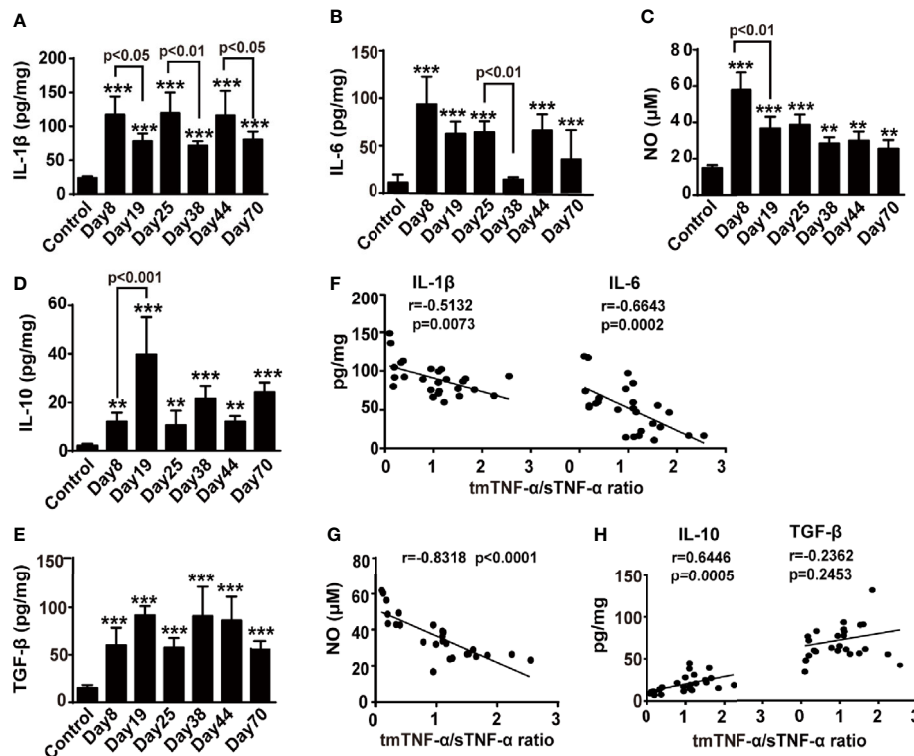 A
IL-1β (pg/mg)
200
150
100
50
0
p<0.05
p<0.01
p<0.05
***
***
***
***
***
***
Control
Day8
Day19
Day25
Day38
Day44
Day70
B
IL-6 (pg/mg)
150
100
50
0
p<0.01
***
***
***
***
***
Control
Day8
Day19
Day25
Day38
Day44
Day70
C
NO (μM)
80
60
40
20
0
p<0.01
***
***
***
**
**
**
Control
Day8
Day19
Day25
Day38
Day44
Day70
D
IL-10 (pg/mg)
60
40
20
0
p<0.001
**
***
**
***
**
***
Control
Day8
Day19
Day25
Day38
Day44
Day70
F
IL-1β
r=-0.5132
p=0.0073
IL-6
r=-0.6643
p=0.0002
pg/mg
200
150
100
50
0
0 1 2 3 0 1 2 3
tmTNF-α/sTNF-α ratio
E
TGF-β (pg/mg)
150
100
50
0
***
***
***
***
***
***
Control
Day8
Day19
Day25
Day38
Day44
Day70
G
r=-0.8318 p<0.0001
NO (μM)
80
60
40
20
0
0 1 2 3
tmTNF-α/sTNF-α ratio
H
IL-10
r=0.6446
p=0.0005
TGF-β
r=-0.2362
p=0.2453
pg/mg
150
100
50
0
0 1 2 3 0 1 2 3
tmTNF-α/sTNF-α ratio